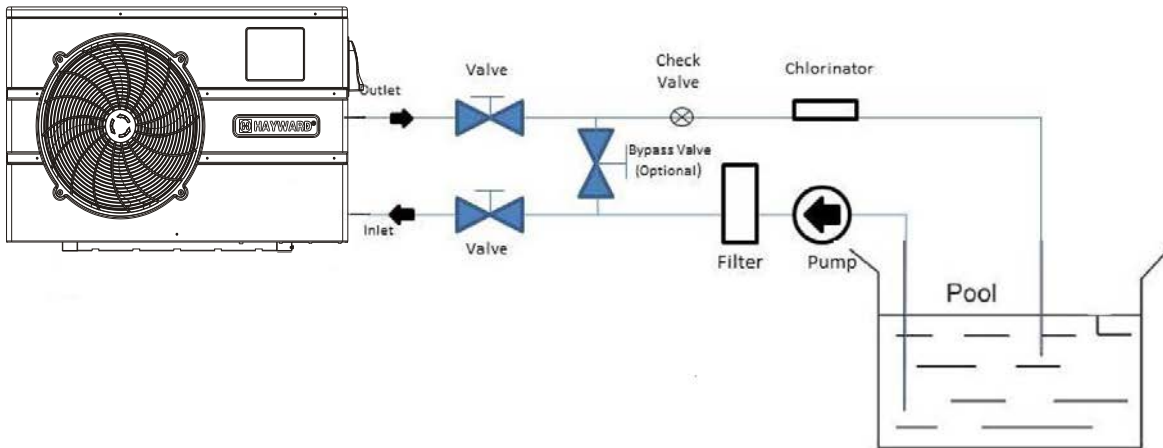 Valve
Check
Valve
Chlorinator
Outlet
HAYWARD®
Bypass Valve
(Optional)
Inlet
Valve
Filter
Pump
Pool